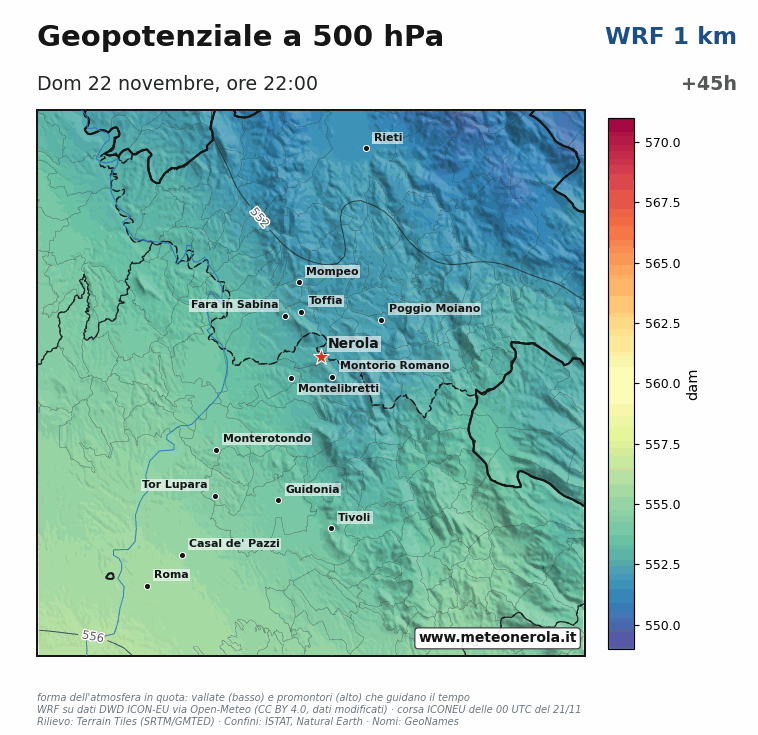 Geopotenziale a 500 hPa
WRF 1 km
Dom 22 novembre, ore 22:00
+45h
Rieti
552
Mompeo
Toffia
Fara in Sabina
Poggio Moiano
Nerola
Montorio Romano
Montelibretti
Monterotondo
Tor Lupara
Guidonia
Tivoli
Casal de' Pazzi
Roma
556
www.meteonerola.it
570.0
567.5
565.0
562.5
560.0
557.5
555.0
552.5
550.0
dam
forma dell'atmosfera in quota: vallate (basso) e promontori (alto) che guidano il tempo
WRF su dati DWD ICON-EU via Open-Meteo (CC BY 4.0, dati modificati) · corsa ICONEU delle 00 UTC del 21/11
Rilievo: Terrain Tiles (SRTM/GMTED) · Confini: ISTAT, Natural Earth · Nomi: GeoNames